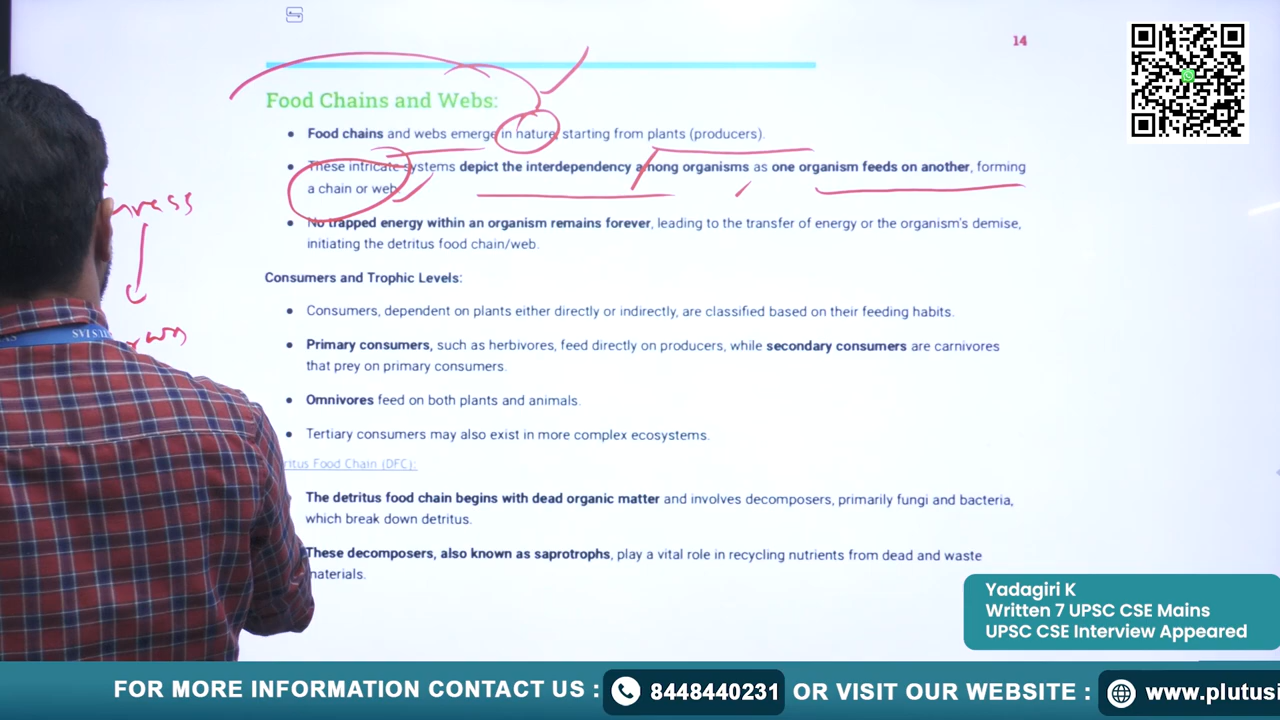 14
Food Chains and Webs:
• Food chains and webs emerge in nature, starting from plants (producers).
• These intricate systems depict the interdependency among organisms as one organism feeds on another, forming
a chain or web.
• No trapped energy within an organism remains forever, leading to the transfer of energy or the organism's demise,
initiating the detritus food chain/web.
Consumers and Trophic Levels:
• Consumers, dependent on plants either directly or indirectly, are classified based on their feeding habits.
• Primary consumers, such as herbivores, feed directly on producers, while secondary consumers are carnivores
that prey on primary consumers.
• Omnivores feed on both plants and animals.
• Tertiary consumers may also exist in more complex ecosystems.
ritus Food Chain (DFC):
The detritus food chain begins with dead organic matter and involves decomposers, primarily fungi and bacteria,
which break down detritus.
These decomposers, also known as saprotrophs, play a vital role in recycling nutrients from dead and waste
materials.
Yadagiri K
Written 7 UPSC CSE Mains
UPSC CSE Interview Appeared
FOR MORE INFORMATION CONTACT US : 8448440231 OR VISIT OUR WEBSITE : www.plutusi